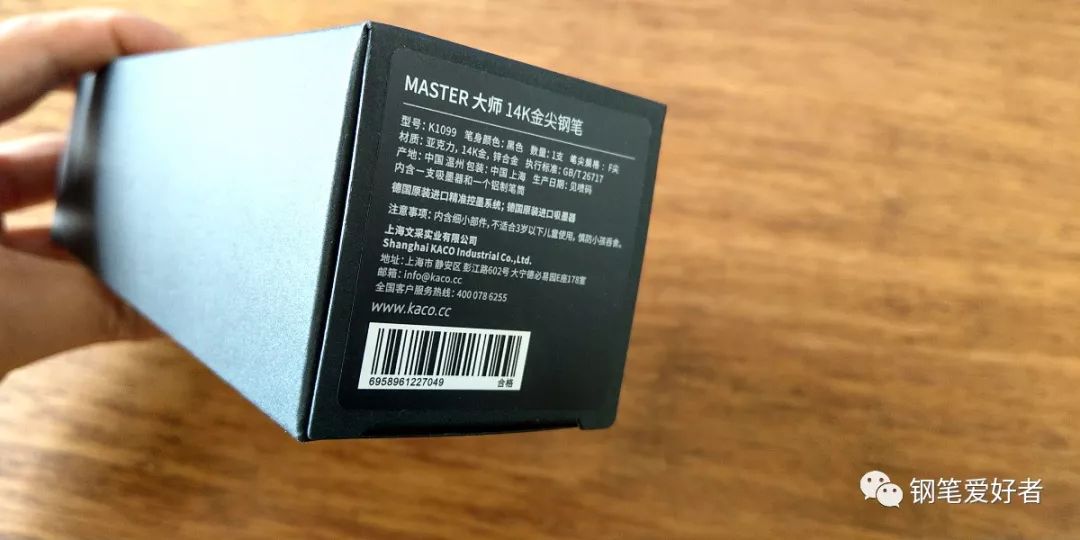 MASTER 大师 14K金尖钢笔
型号：K1099 笔身颜色：黑色 数量：1支 笔尖规格：F尖
材质：亚克力，14K金，锌合金 执行标准：GB/T 26717
产地：中国 温州 包装：中国 上海 生产日期：见喷码
内含一支吸墨器和一个铝制笔筒
德国原装进口精准控墨系统；德国原装进口吸墨器
注意事项：内含细小部件，不适合3岁以下儿童使用，慎防小孩吞食。
上海文采实业有限公司
Shanghai KACO Industrial Co.,Ltd.
地址：上海市 静安区 彭江路602号 大宁德必易园E座178室
邮箱：info@kaco.cc
全国客户服务热线：400 078 6255
www.kaco.cc
6958961227049 合格
钢笔爱好者